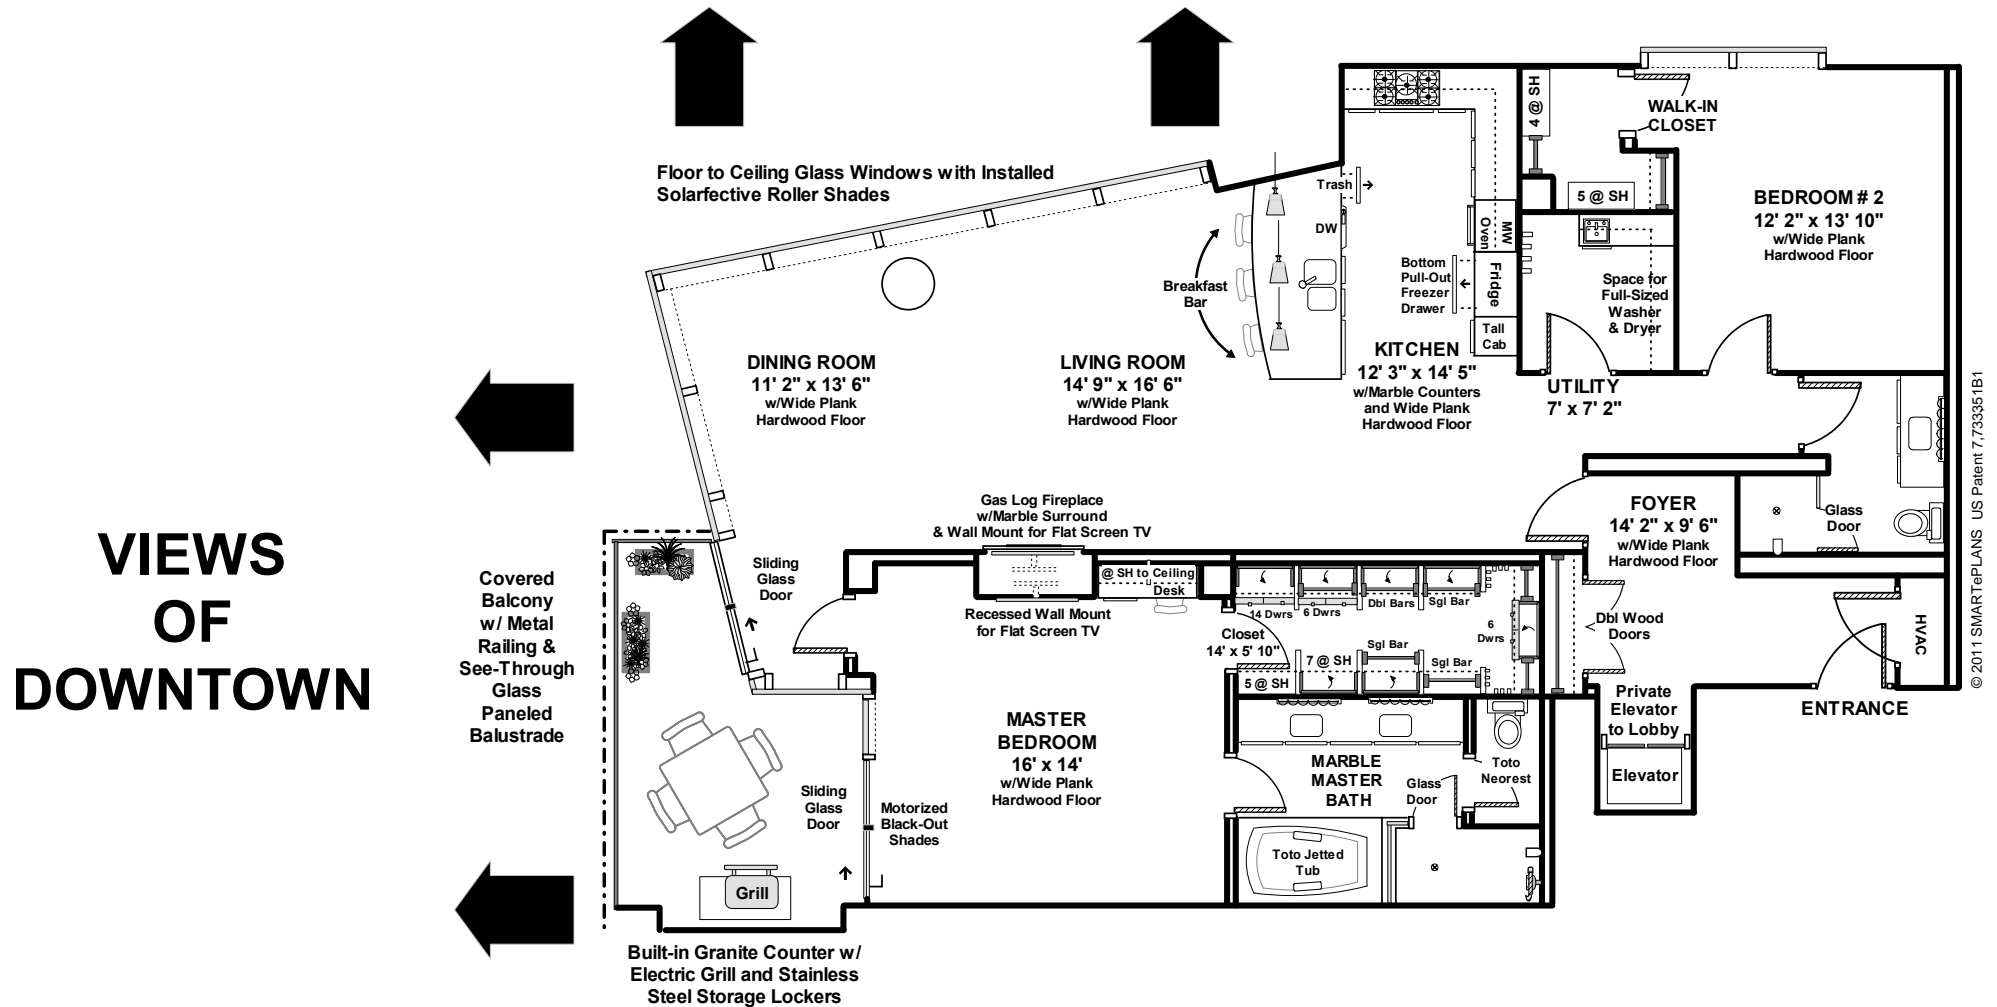 VIEWS
OF
DOWNTOWN
Floor to Ceiling Glass Windows with Installed
Solarfective Roller Shades
Covered
Balcony
w/ Metal
Railing &
See-Through
Glass
Paneled
Balustrade
DINING ROOM
11' 2" x 13' 6"
w/Wide Plank
Hardwood Floor
LIVING ROOM
14' 9" x 16' 6"
w/Wide Plank
Hardwood Floor
Breakfast
Bar
Trash
DW
MW
Oven
Fridge
Bottom
Pull-Out
Freezer
Drawer
Tall
Cab
KITCHEN
12' 3" x 14' 5"
w/Marble Counters
and Wide Plank
Hardwood Floor
4 @ SH
WALK-IN
CLOSET
5 @ SH
BEDROOM # 2
12' 2" x 13' 10"
w/Wide Plank
Hardwood Floor
Space for
Full-Sized
Washer
& Dryer
UTILITY
7' x 7' 2"
FOYER
14' 2" x 9' 6"
w/Wide Plank
Hardwood Floor
Glass
Door
Gas Log Fireplace
w/Marble Surround
& Wall Mount for Flat Screen TV
Sliding
Glass
Door
@ SH to Ceiling
Desk
Recessed Wall Mount
for Flat Screen TV
14 Dwrs
6 Dwrs
Dbl Bars
Sgl Bar
6
Dwrs
Closet
14' x 5' 10"
7 @ SH
Sgl Bar
Sgl Bar
5 @ SH
Dbl Wood
Doors
HVAC
Private
Elevator
to Lobby
Elevator
ENTRANCE
MASTER
BEDROOM
16' x 14'
w/Wide Plank
Hardwood Floor
MARBLE
MASTER
BATH
Glass
Door
Toto
Neorest
Toto Jetted
Tub
Sliding
Glass
Door
Motorized
Black-Out
Shades
Grill
Built-in Granite Counter w/
Electric Grill and Stainless
Steel Storage Lockers
© 2011 SMARTePLANS US Patent 7,733351B1